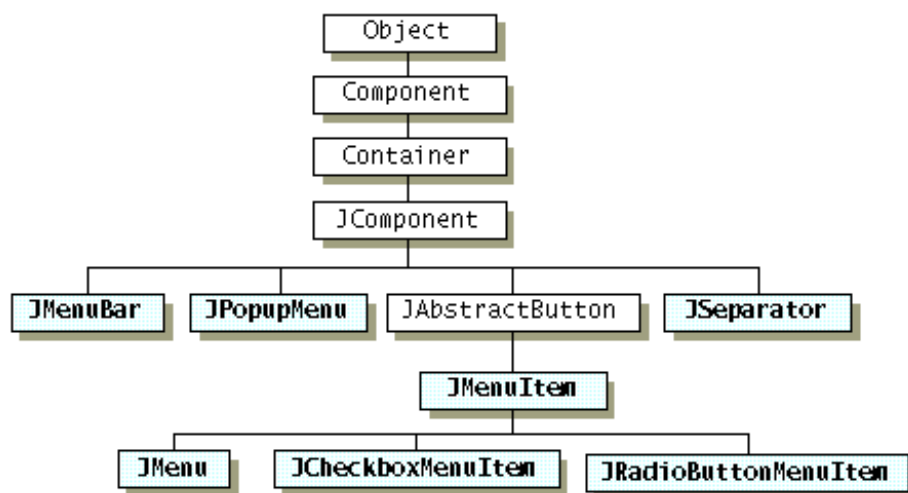 Object
Component
Container
JComponent
JMenuBar
JPopupMenu
JAbstractButton
JSeparator
JMenuItem
JMenu
JCheckboxMenuItem
JRadioButtonMenuItem